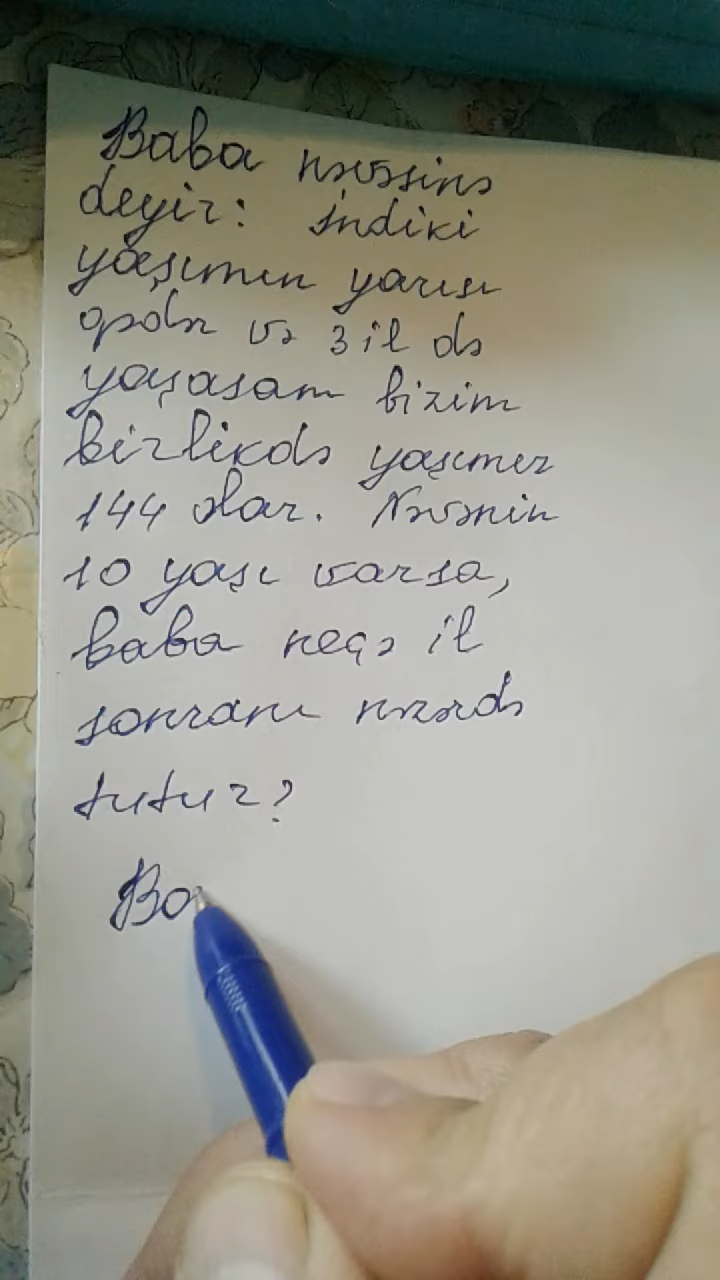 Baba nəvəsinə
deyir: indiki
yaşımın yarısı
qədər və 3 il də
yaşasam bizim
birlikdə yaşımız
144 olar. Nəvənin
10 yaşı varsa,
baba neçə il
sonranı nəzərdə
tutur?
Ba